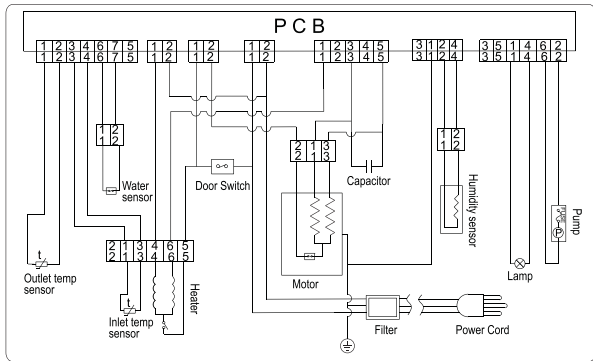 PCB
1 2 3 4 6 7 5
1 2 3 4 6 7 5
1 2
1 2
1 2
1 2
1 2
1 2
1 2 3 4 5
1 2 3 4 5
3 1 2 4
3 1 2 4
3 5 1 4 6 2
3 5 1 4 6 2
1 2
1 2
Water
sensor
Door Switch
2 1 3
2 1 3
Capacitor
1 2
1 2
Humidity sensor
FUSE
P
Pump
Lamp
t
Outlet temp
sensor
2 1 3 4 6 5
2 1 3 4 6 5
t
Inlet temp
sensor
Heater
Motor
Filter
Power Cord